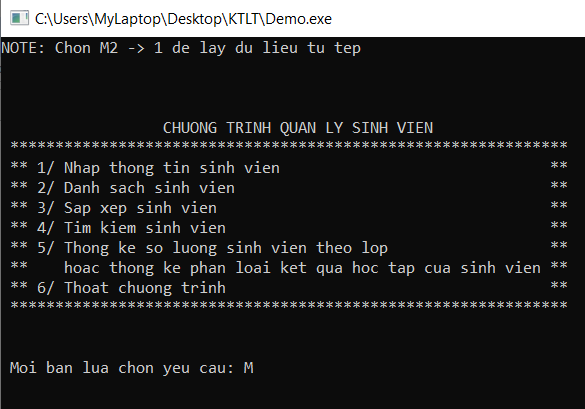 C:\Users\MyLaptop\Desktop\KTLT\Demo.exe
NOTE: Chon M2 -> 1 de lay du lieu tu tep
CHUONG TRINH QUAN LY SINH VIEN
**************************************************************
** 1/ Nhap thong tin sinh vien                              **
** 2/ Danh sach sinh vien                                   **
** 3/ Sap xep sinh vien                                     **
** 4/ Tim kiem sinh vien                                    **
** 5/ Thong ke so luong sinh vien theo lop                  **
**    hoac thong ke phan loai ket qua hoc tap cua sinh vien **
** 6/ Thoat chuong trinh                                    **
**************************************************************
Moi ban lua chon yeu cau: M